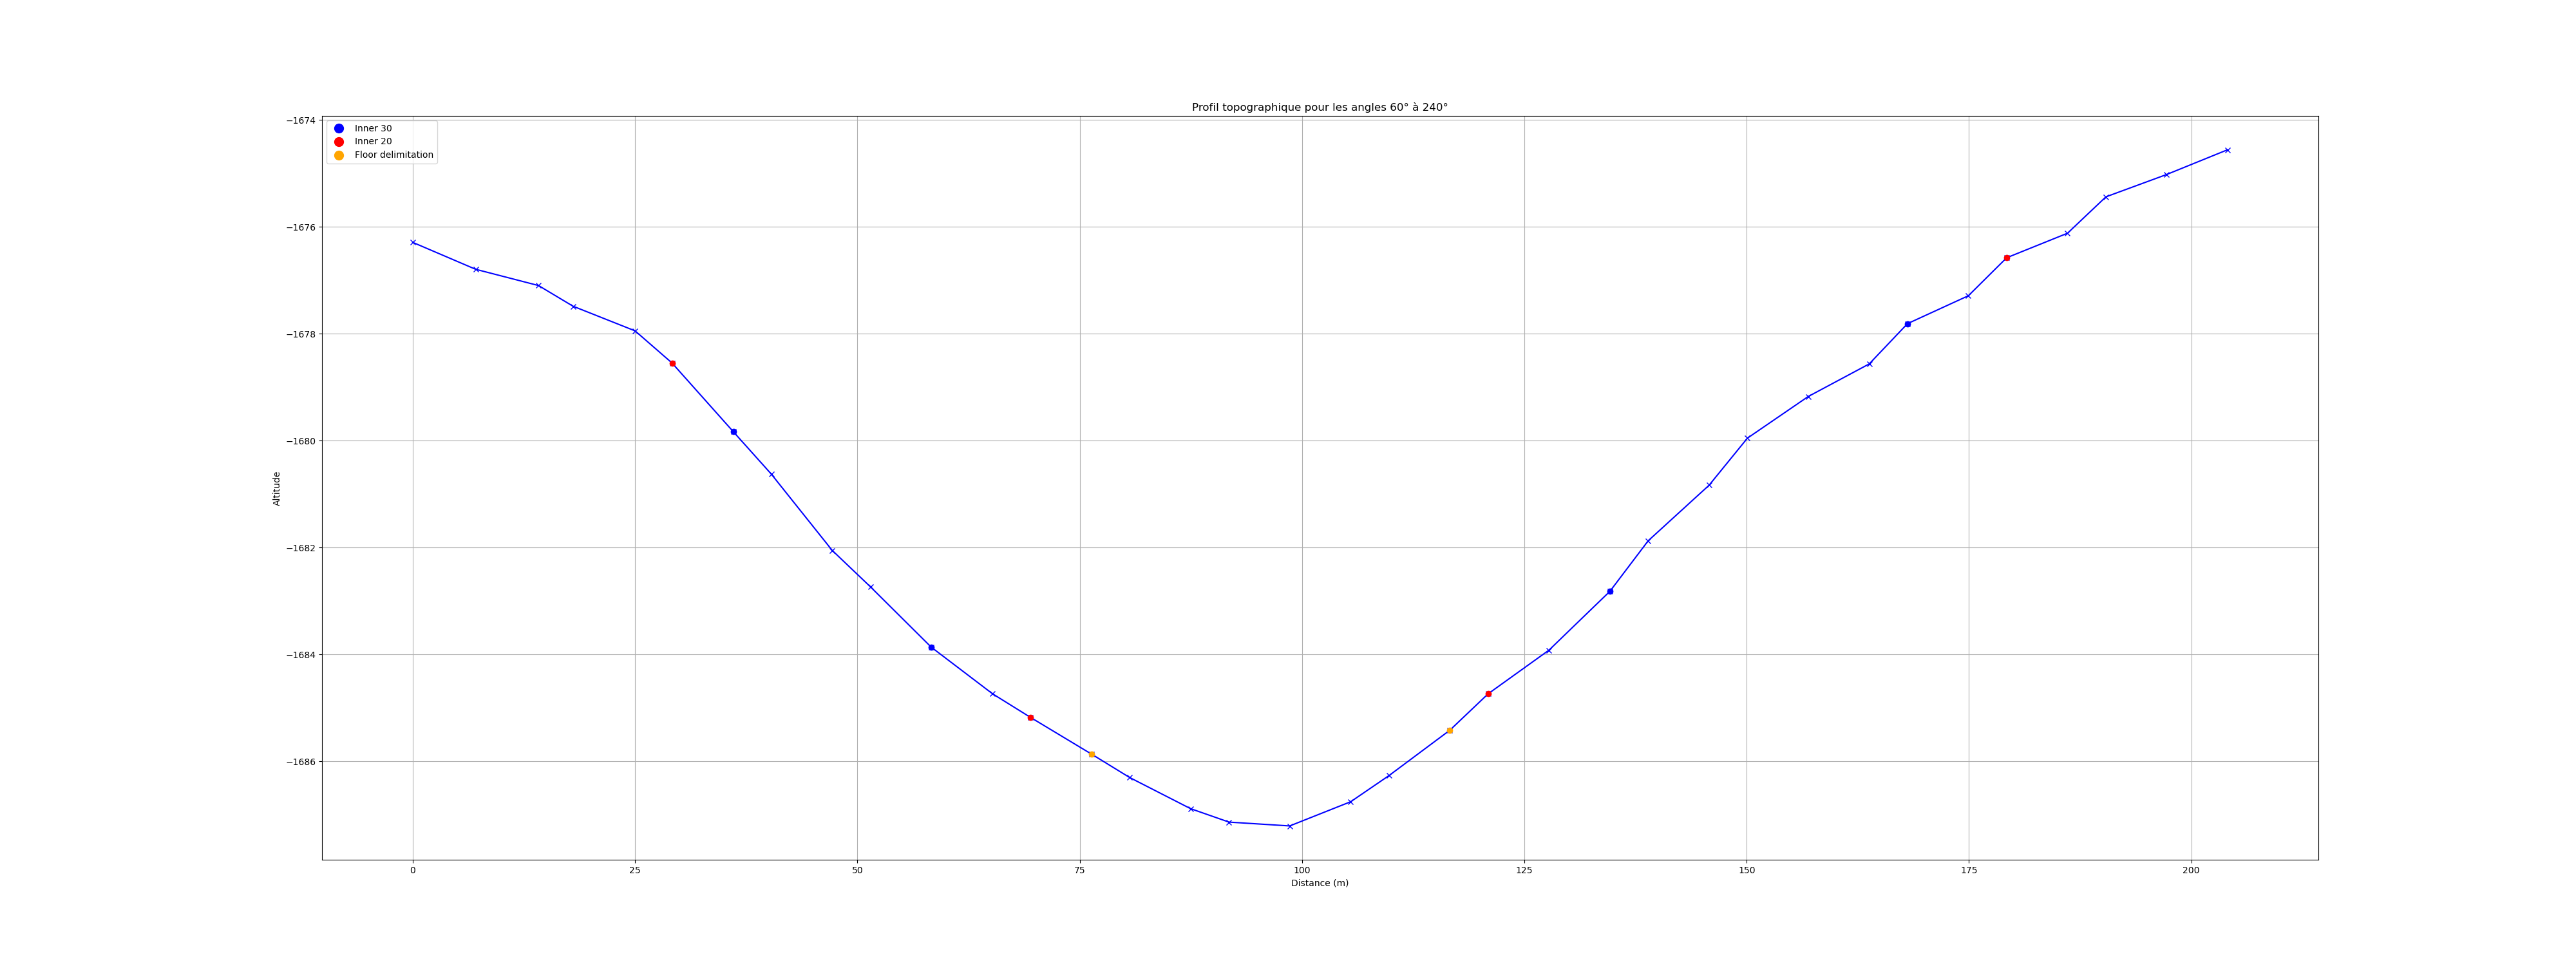 Profil topographique pour les angles 60° à 240°
Inner 30
Inner 20
Floor delimitation
−1674
−1676
−1678
−1680
−1682
−1684
−1686
Altitude
0 25 50 75 100 125 150 175 200
Distance (m)